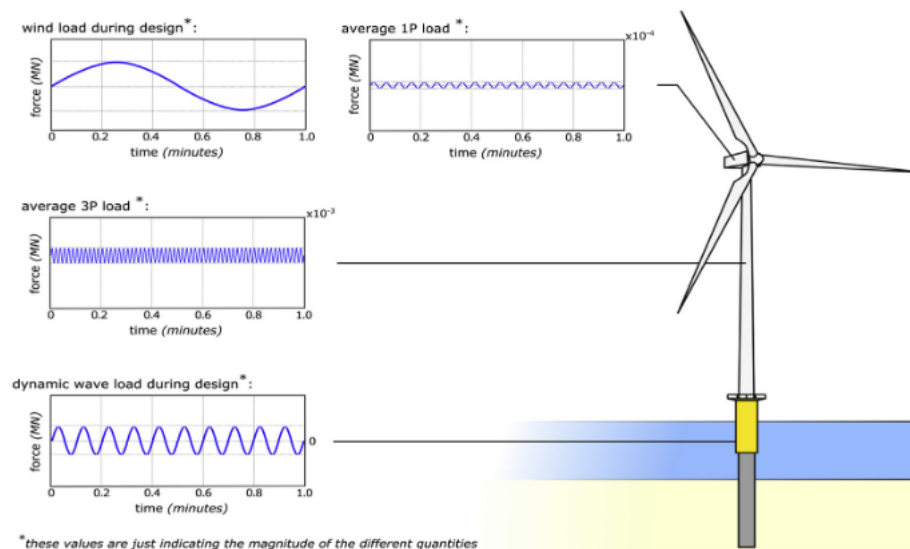 wind load during design*:
average 1P load *:
x10-4
force (MN)
force (MN)
0 0.2 0.4 0.6 0.8 1.0
0 0.2 0.4 0.6 0.8 1.0
time (minutes)
time (minutes)
average 3P load *:
x10-3
force (MN)
0 0.2 0.4 0.6 0.8 1.0
time (minutes)
dynamic wave load during design*:
force (MN)
0
0 0.2 0.4 0.6 0.8 1.0
time (minutes)
*these values are just indicating the magnitude of the different quantities